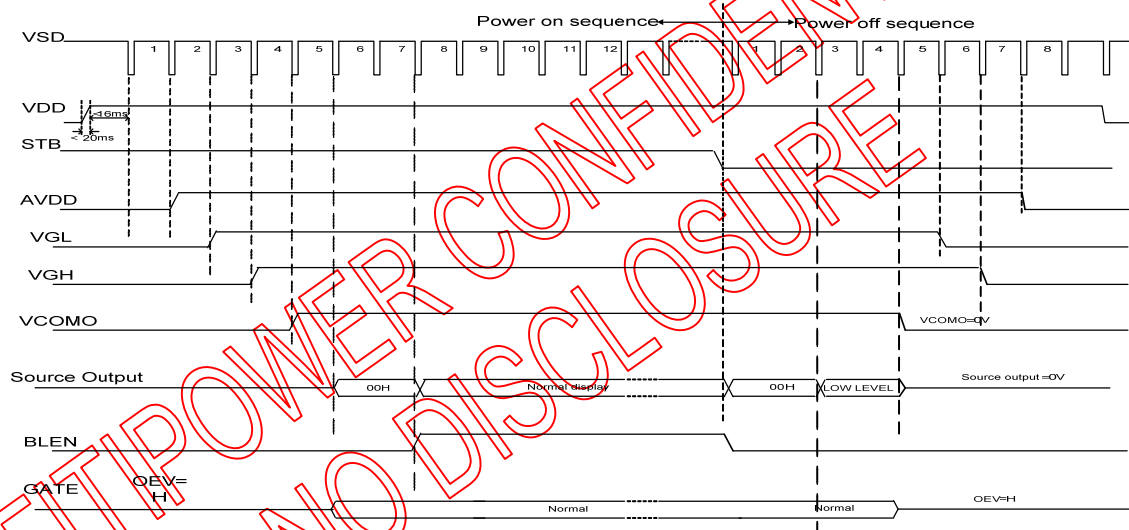 Power on sequence Power off sequence
VSD 1 2 3 4 5 6 7 8 9 10 11 12 1 2 3 4 5 6 7 8
VDD <16ms
< 20ms
STB
AVDD
VGL
VGH
VCOMO VCOMO=0V
Source Output 00H Normal display 00H LOW LEVEL Source output =0V
BLEN
GATE OEV=
H Normal Normal OEV=H
FITIPOWER CONFIDEN
NO DISCLOSURE